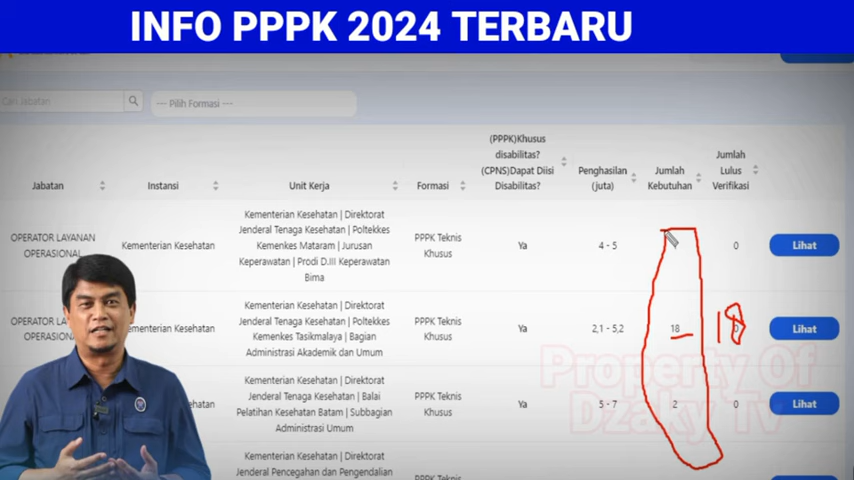 INFO PPPK 2024 TERBARU
Cari Jabatan
--- Pilih Formasi ---
Jabatan
Instansi
Unit Kerja
Formasi
(PPPK)Khusus
disabilitas?
(CPNS)Dapat Diisi
Disabilitas?
Penghasilan
(juta)
Jumlah
Kebutuhan
Jumlah
Lulus
Verifikasi
OPERATOR LAYANAN
OPERASIONAL
Kementerian Kesehatan
Kementerian Kesehatan | Direktorat
Jenderal Tenaga Kesehatan | Poltekkes
Kemenkes Mataram | Jurusan
Keperawatan | Prodi D.III Keperawatan
Bima
PPPK Teknis
Khusus
Ya
4 - 5
0
Lihat
OPERATOR
OPERASIONAL
Kementerian Kesehatan
Kementerian Kesehatan | Direktorat
Jenderal Tenaga Kesehatan | Poltekkes
Kemenkes Tasikmalaya | Bagian
Administrasi Akademik dan Umum
PPPK Teknis
Khusus
Ya
2,1 - 5,2
18
18
0
Lihat
Kesehatan
Kementerian Kesehatan | Direktorat
Jenderal Tenaga Kesehatan | Balai
Pelatihan Kesehatan Batam | Subbagian
Administrasi Umum
PPPK Teknis
Khusus
Ya
5 - 7
2
0
Lihat
Kementerian Kesehatan | Direktorat
Jenderal Pencegahan dan Pengendalian
PPPK Teknis
Property Of
Dzaky Tv